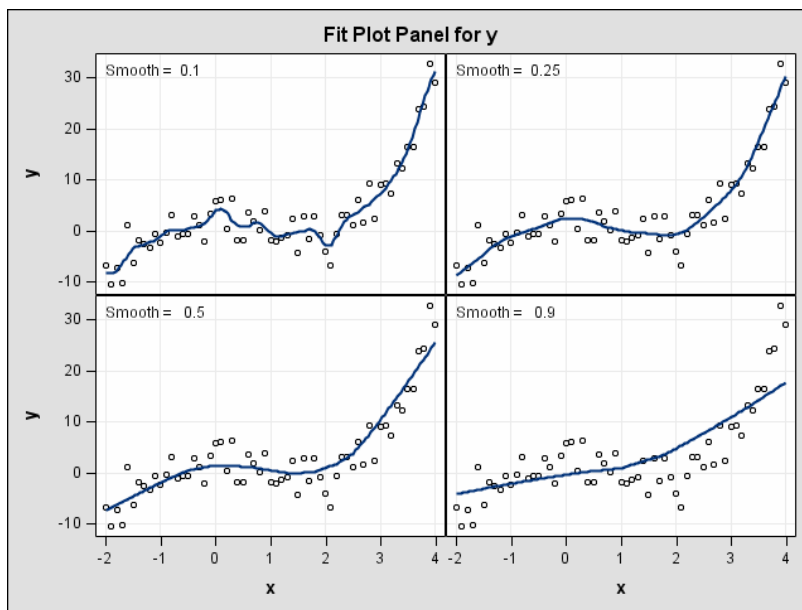 Fit Plot Panel for y
Smooth = 0.1
Smooth = 0.25
30
20
10
0
-10
y
Smooth = 0.5
Smooth = 0.9
30
20
10
0
-10
y
-2 -1 0 1 2 3 4
-2 -1 0 1 2 3 4
x
x